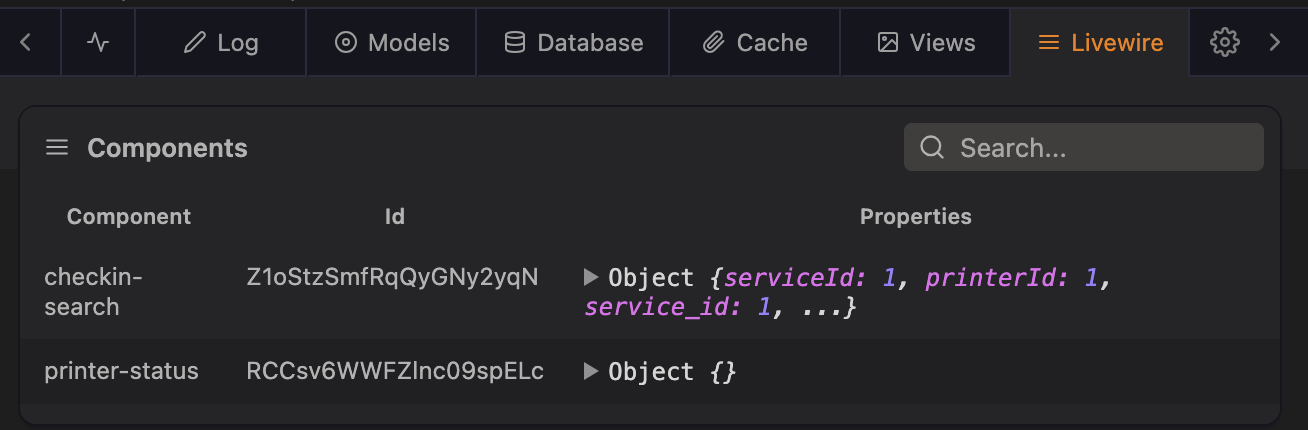 Log Models Database Cache Views Livewire
Components Search...
Component Id Properties
checkin- Z1oStzSmfRqQyGNy2yqN Object {serviceId: 1, printerId: 1,
search service_id: 1, ...}
printer-status RCCsv6WWFZlnc09spELc Object {}